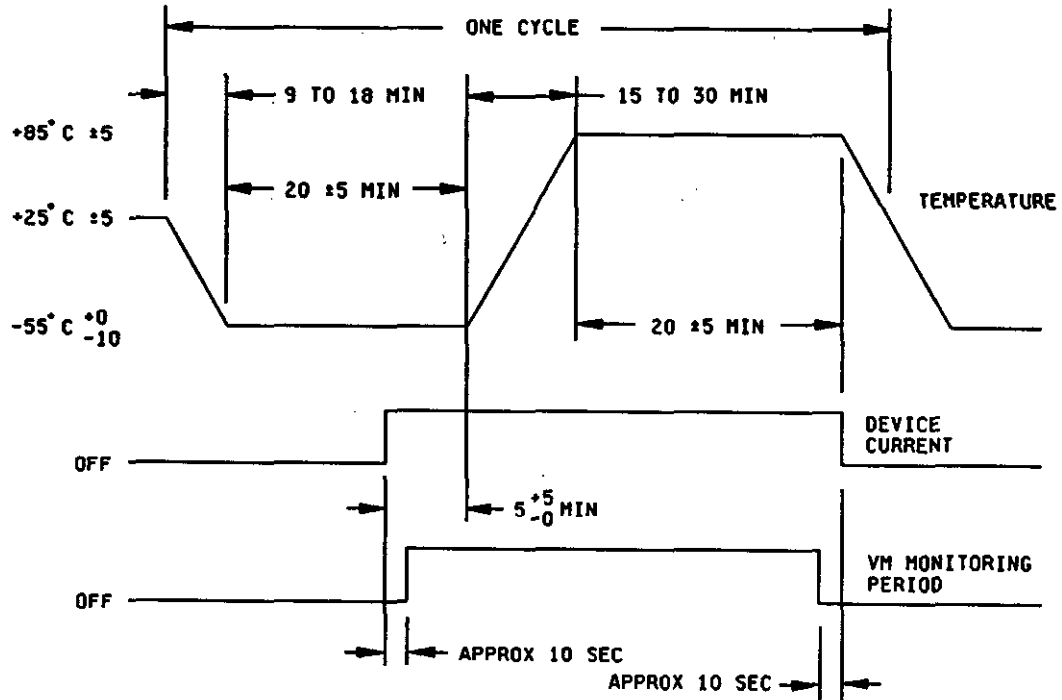 ONE CYCLE
9 TO 18 MIN
15 TO 30 MIN
+85°C ±5
20 ±5 MIN
+25°C ±5
TEMPERATURE
-55°C +0 -10
20 ±5 MIN
DEVICE
CURRENT
OFF
5 +5 -0 MIN
VM MONITORING
PERIOD
OFF
APPROX 10 SEC
APPROX 10 SEC